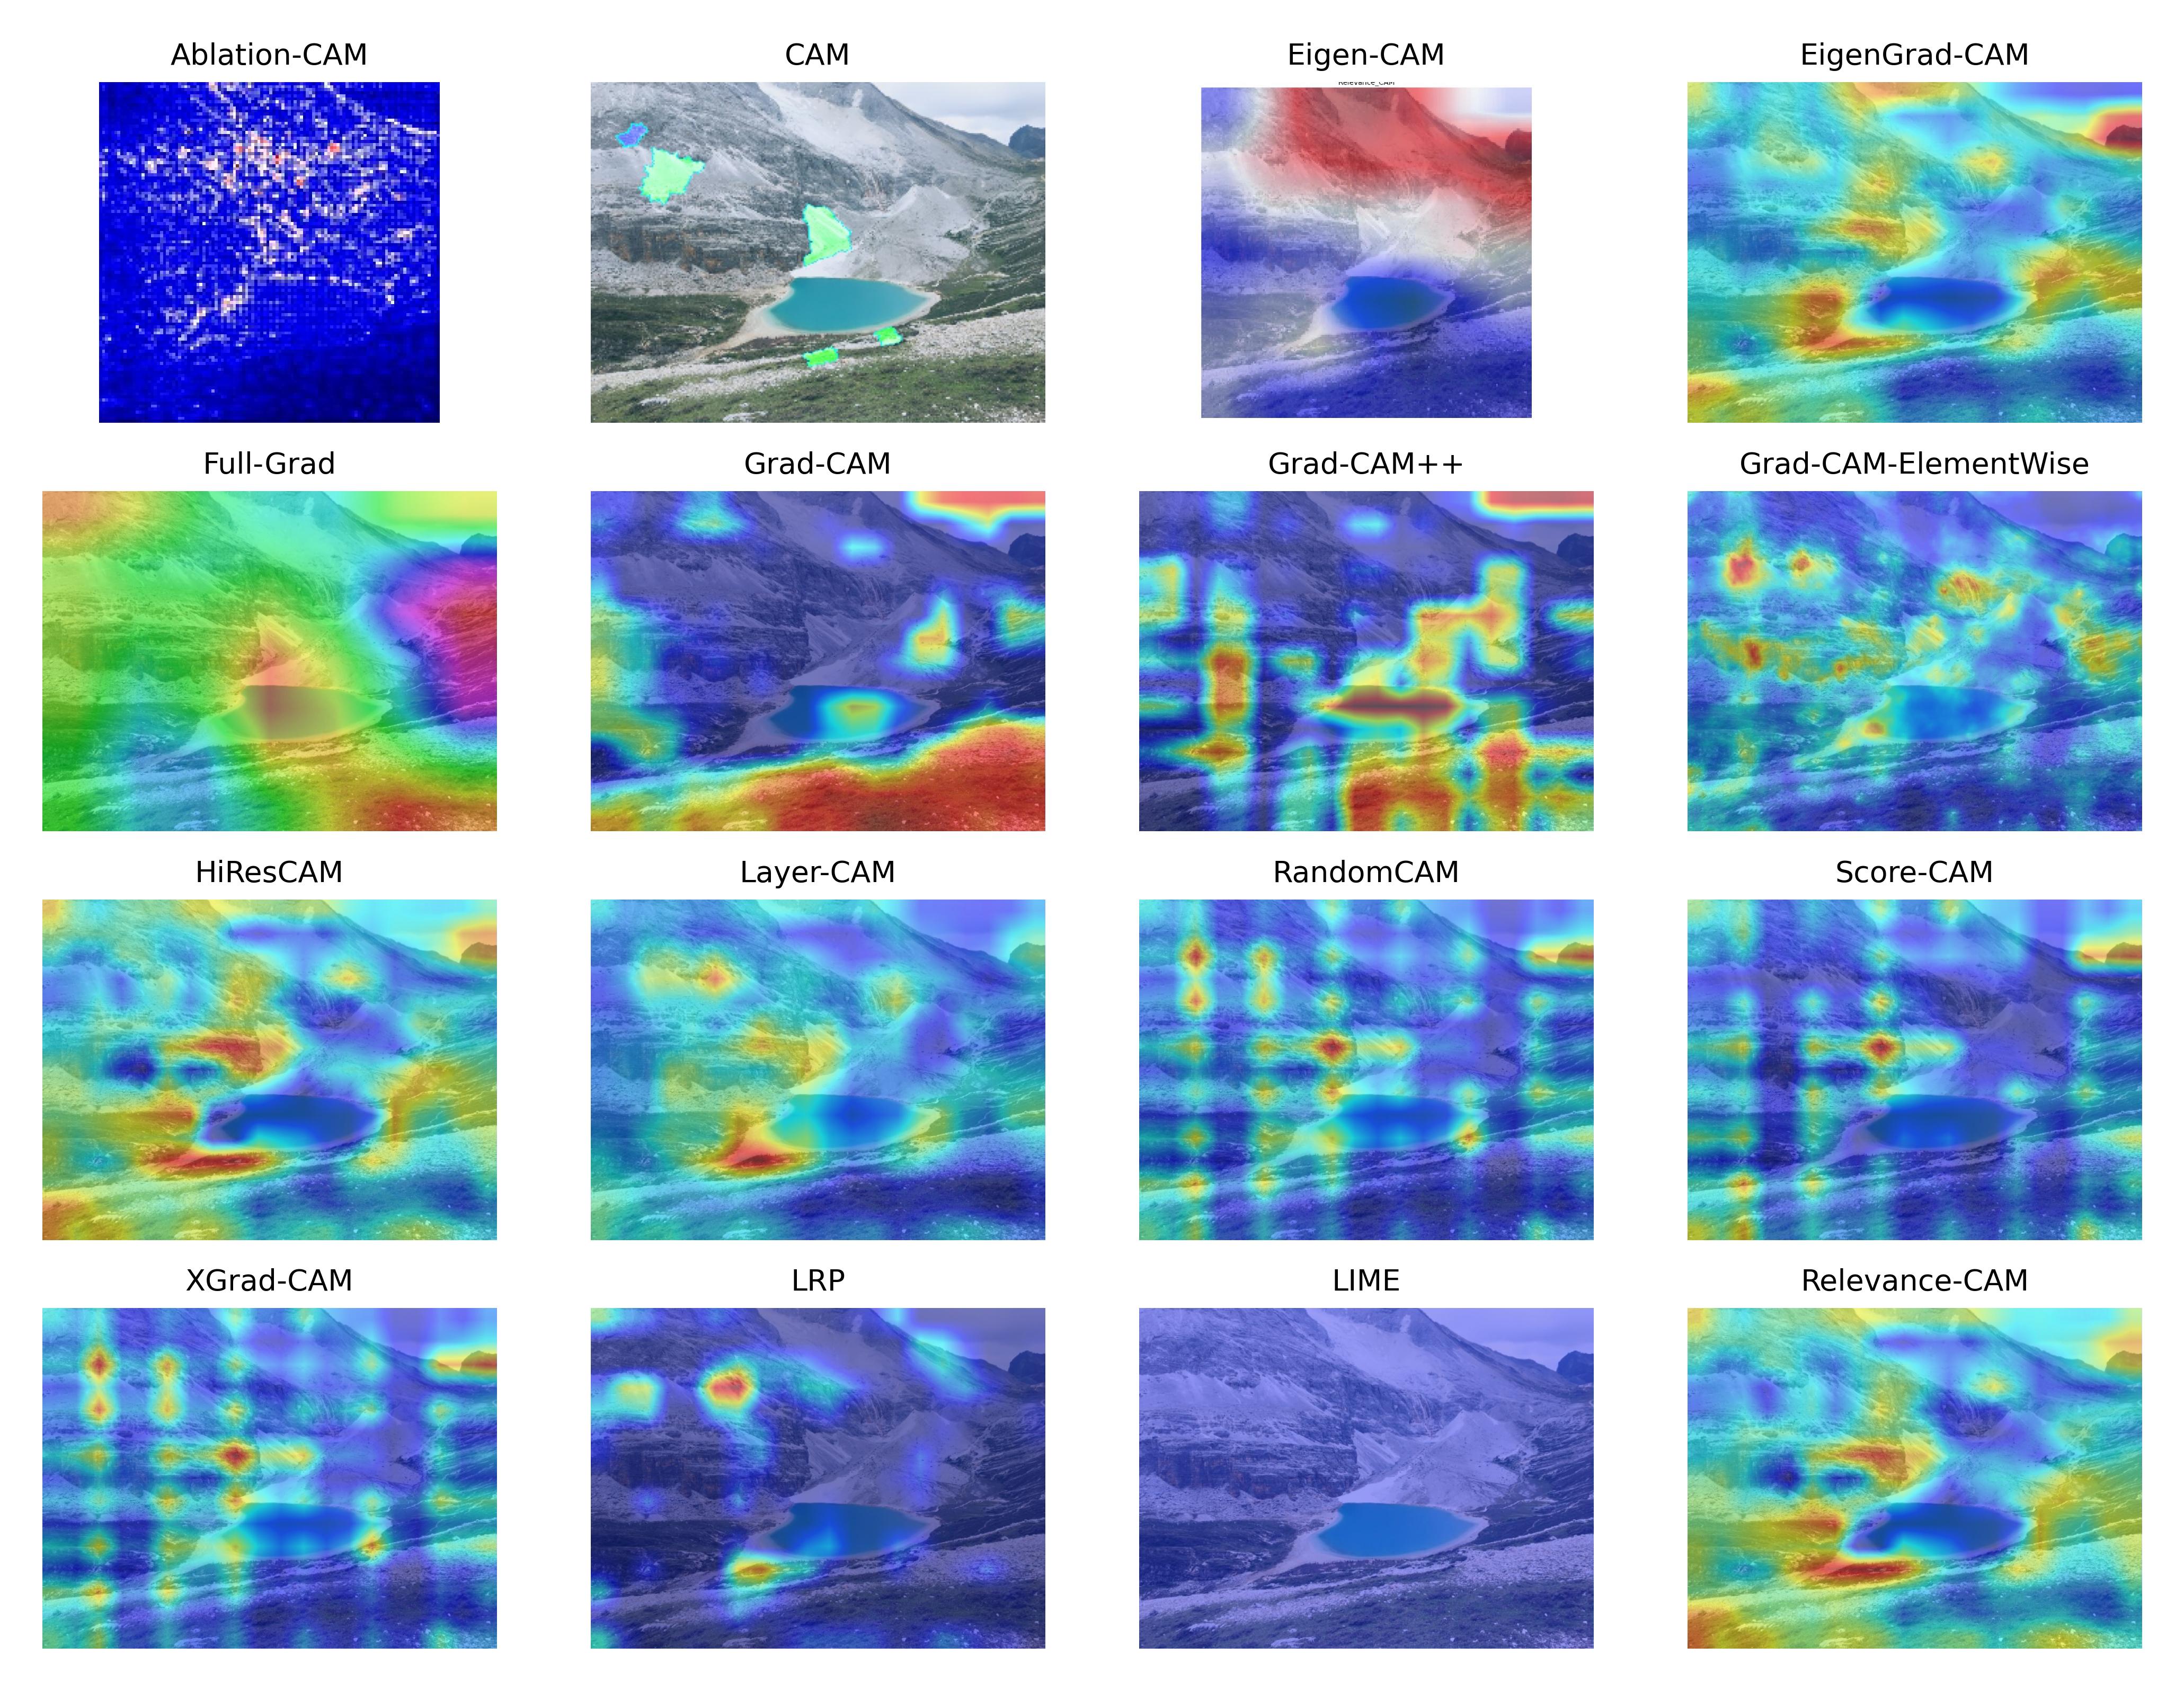 Ablation-CAM
CAM
Eigen-CAM
EigenGrad-CAM
Relevance_CAM
Full-Grad
Grad-CAM
Grad-CAM++
Grad-CAM-ElementWise
HiResCAM
Layer-CAM
RandomCAM
Score-CAM
XGrad-CAM
LRP
LIME
Relevance-CAM